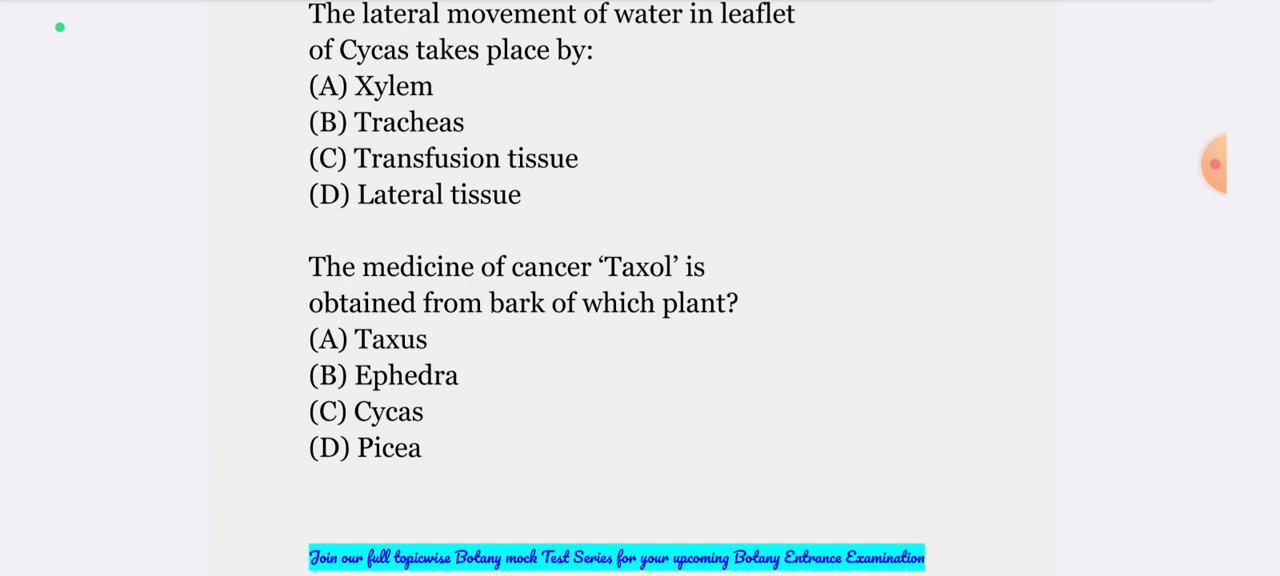 The lateral movement of water in leaflet
of Cycas takes place by:
(A) Xylem
(B) Tracheas
(C) Transfusion tissue
(D) Lateral tissue
The medicine of cancer ‘Taxol’ is
obtained from bark of which plant?
(A) Taxus
(B) Ephedra
(C) Cycas
(D) Picea
Join our full topicwise Botany mock Test Series for your upcoming Botany Entrance Examination